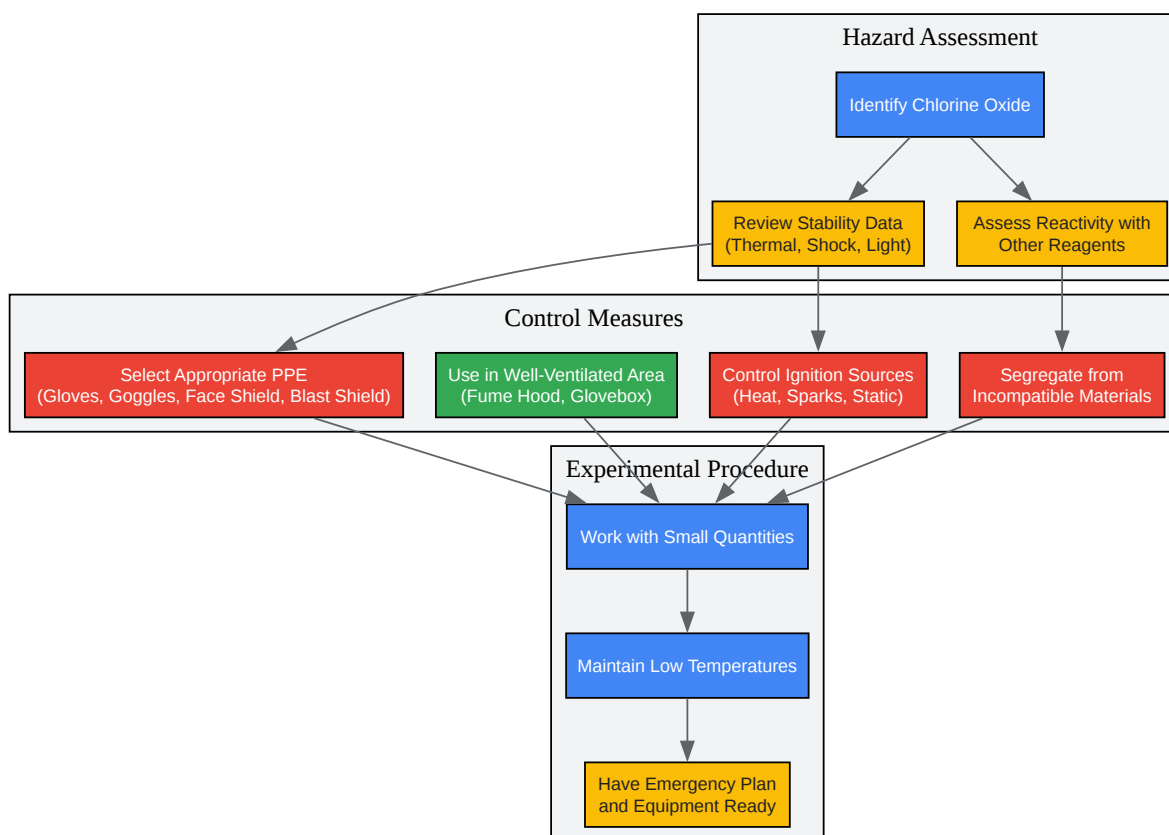 Hazard Assessment
Identify Chlorine Oxide
Review Stability Data
(Thermal, Shock, Light)
Assess Reactivity with
Other Reagents
Control Measures
Select Appropriate PPE
(Gloves, Goggles, Face Shield, Blast Shield)
Use in Well-Ventilated Area
(Fume Hood, Glovebox)
Control Ignition Sources
(Heat, Sparks, Static)
Segregate from
Incompatible Materials
Experimental Procedure
Work with Small Quantities
Maintain Low Temperatures
Have Emergency Plan
and Equipment Ready